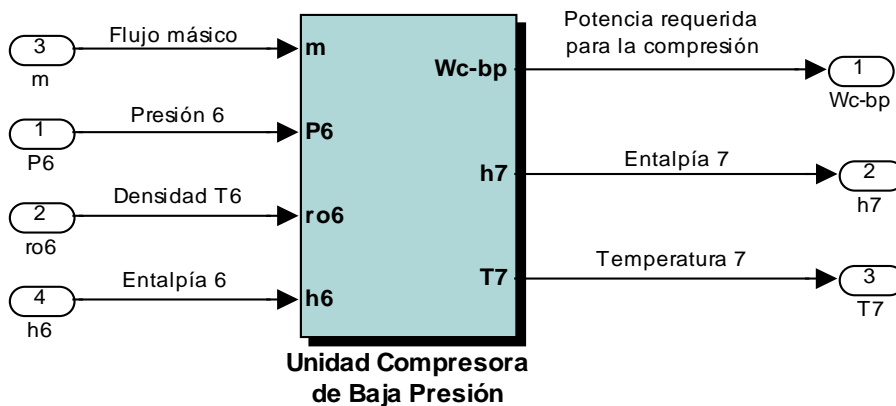 3
Flujo másico
m
m
1
Presión 6
P6
P6
2
Densidad T6
ro6
ro6
4
Entalpía 6
h6
h6
Unidad Compresora
de Baja Presión
Wc-bp
Potencia requerida
para la compresión
1
Wc-bp
h7
Entalpía 7
2
h7
T7
Temperatura 7
3
T7